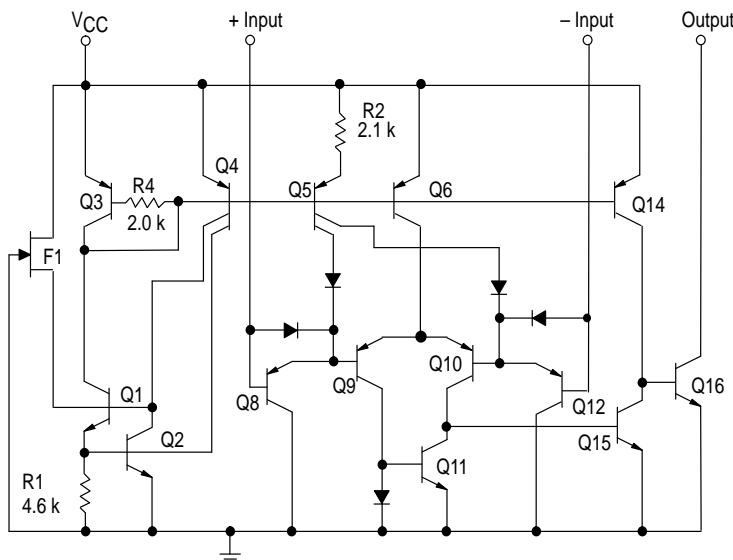 VCC
+ Input
– Input
Output
R2
2.1 k
Q4
R4
Q3
2.0 k
Q5
Q6
Q14
F1
Q1
Q8
Q9
Q10
Q12
Q16
Q2
Q15
Q11
R1
4.6 k